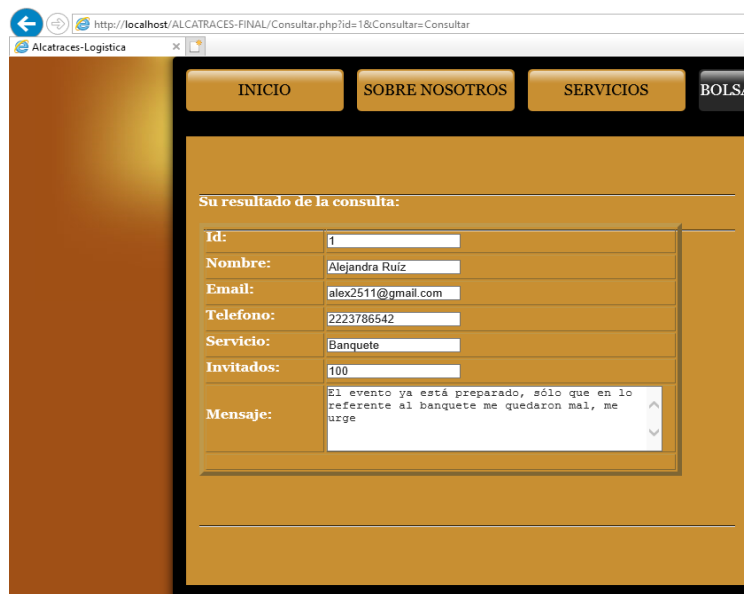 http://localhost/ALCATRACES-FINAL/Consultar.php?id=1&Consultar=Consultar
Alcatraces-Logistica
INICIO SOBRE NOSOTROS SERVICIOS BOLSA
Su resultado de la consulta:
Id: 1
Nombre: Alejandra Ruíz
Email: alex2511@gmail.com
Telefono: 2223786542
Servicio: Banquete
Invitados: 100
Mensaje: El evento ya está preparado, sólo que en lo
referente al banquete me quedaron mal, me
urge